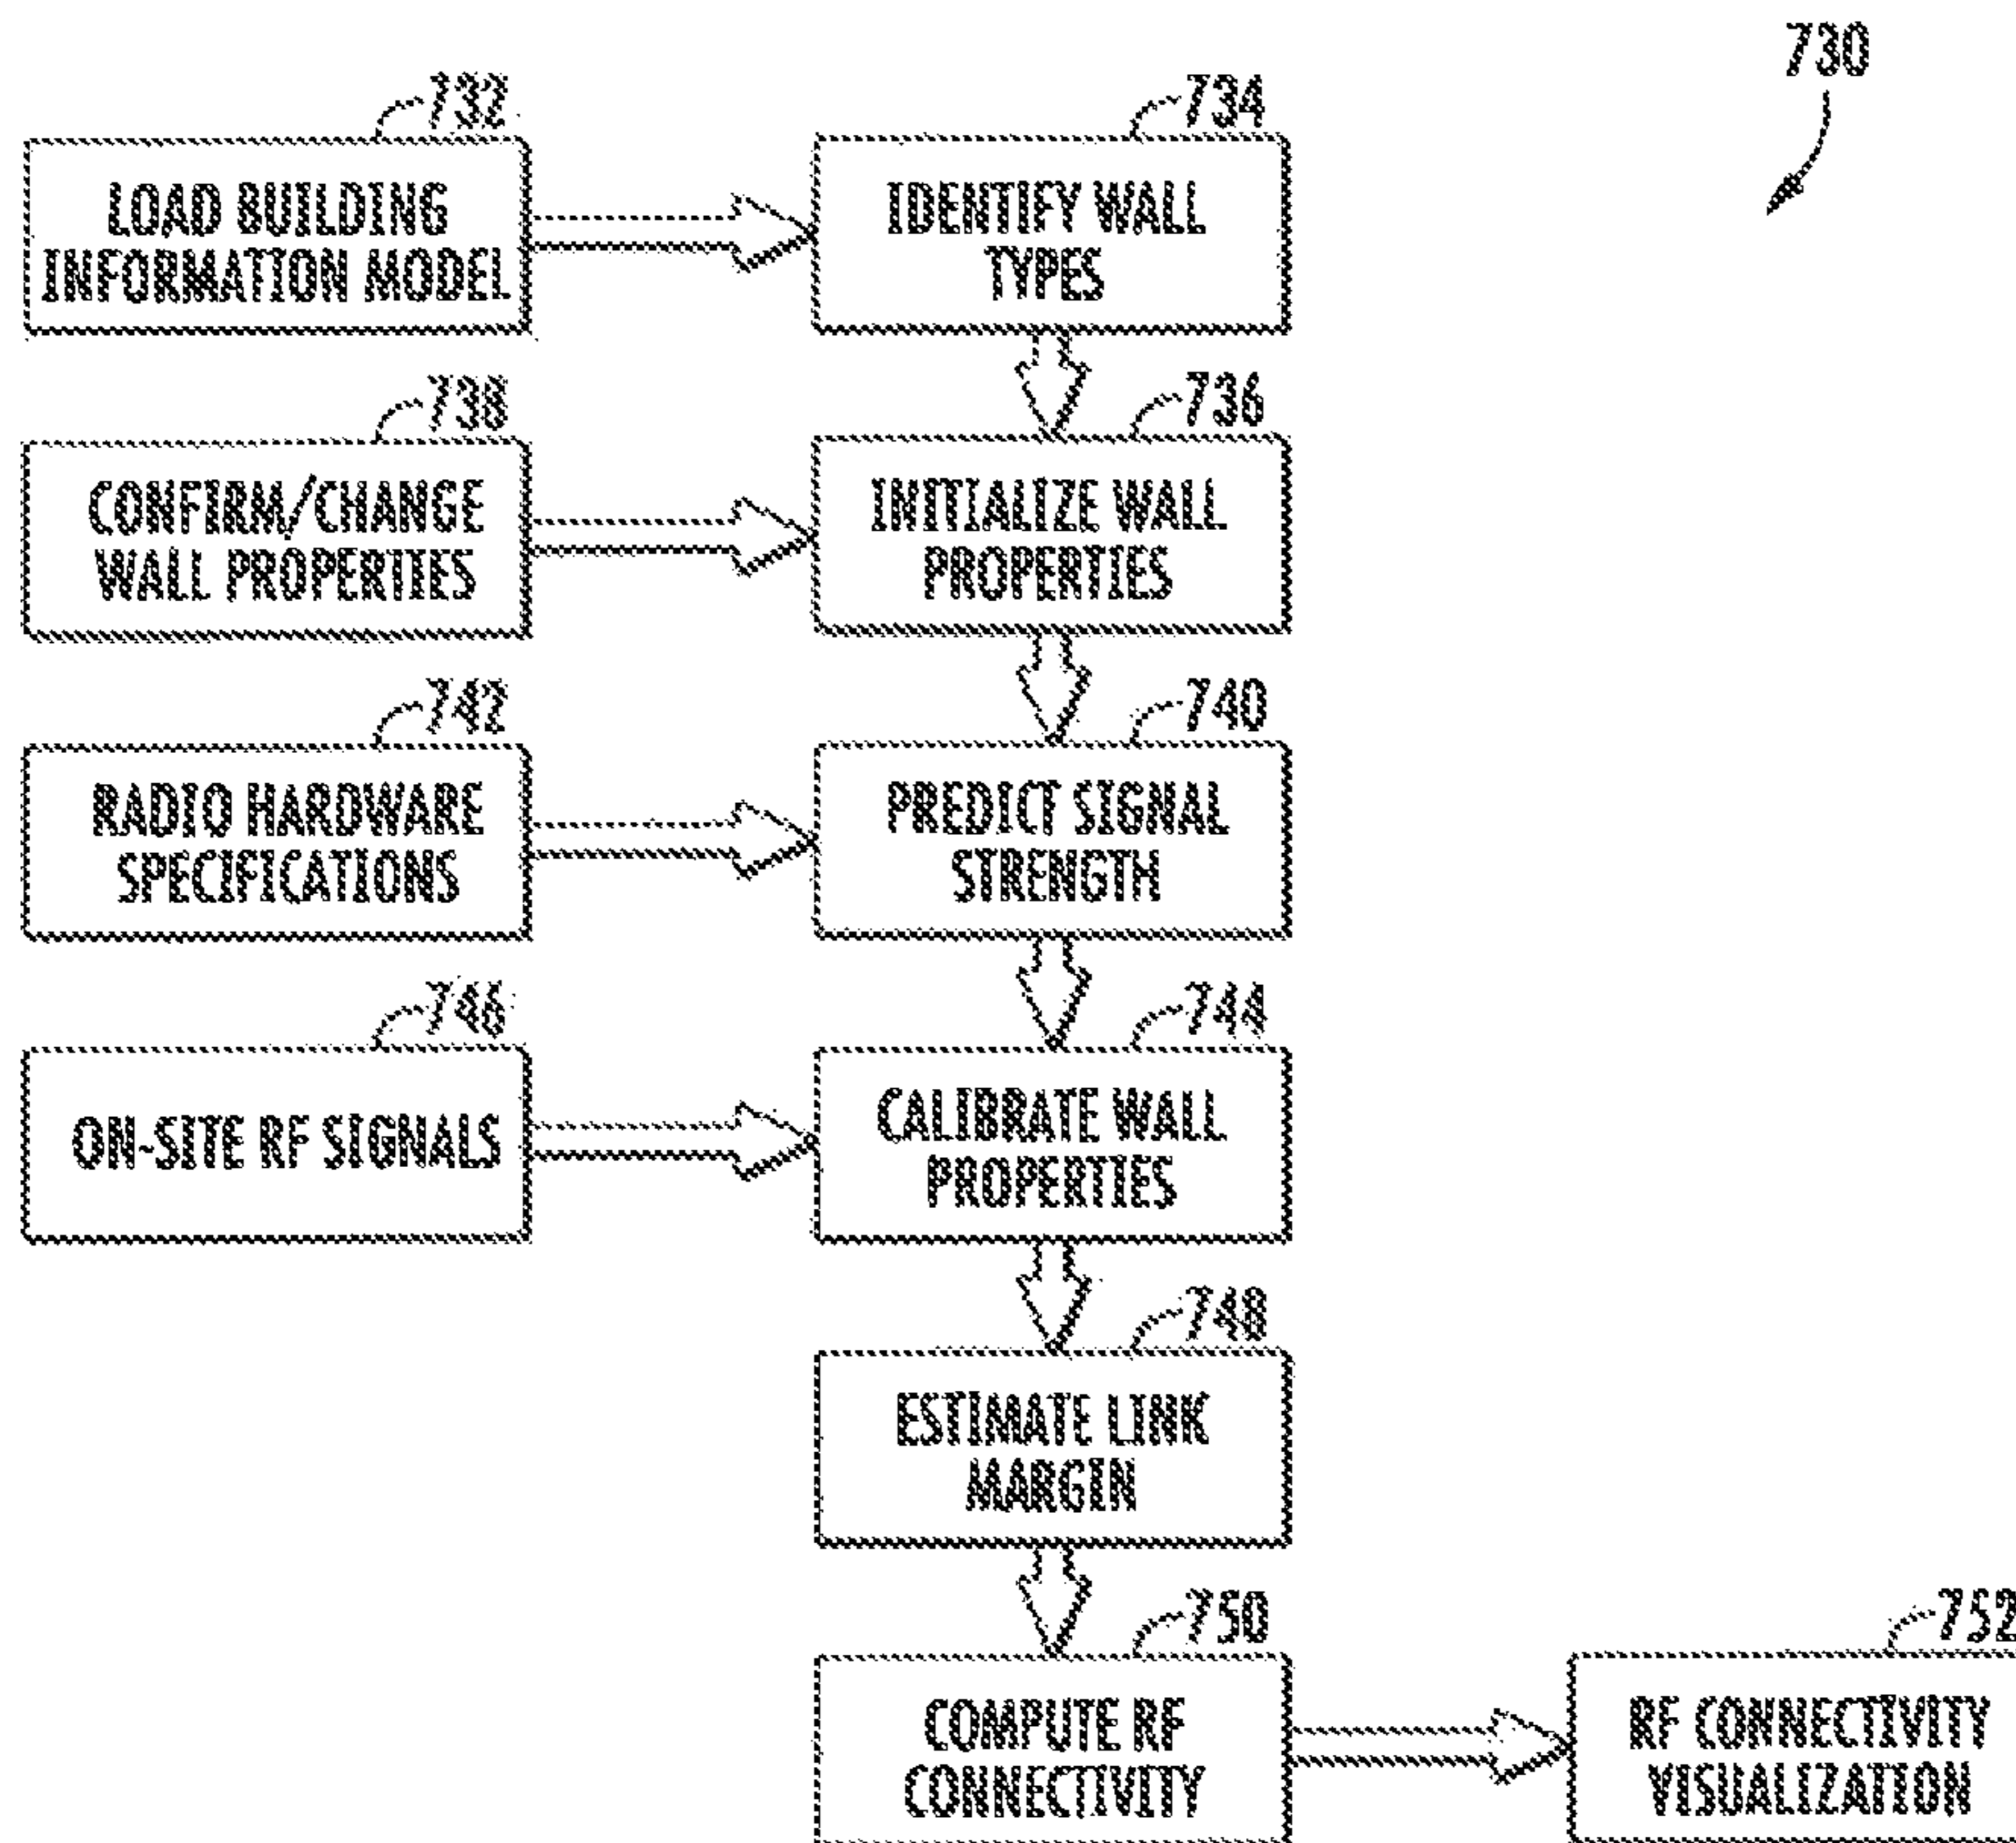 730
732
LOAD BUILDING
INFORMATION MODEL
734
IDENTIFY WALL
TYPES
738
CONFIRM/CHANGE
WALL PROPERTIES
736
INITIALIZE WALL
PROPERTIES
742
RADIO HARDWARE
SPECIFICATIONS
740
PREDICT SIGNAL
STRENGTH
746
ON-SITE RF SIGNALS
744
CALIBRATE WALL
PROPERTIES
748
ESTIMATE LINK
MARGIN
750
COMPUTE RF
CONNECTIVITY
752
RF CONNECTIVITY
VISUALIZATION